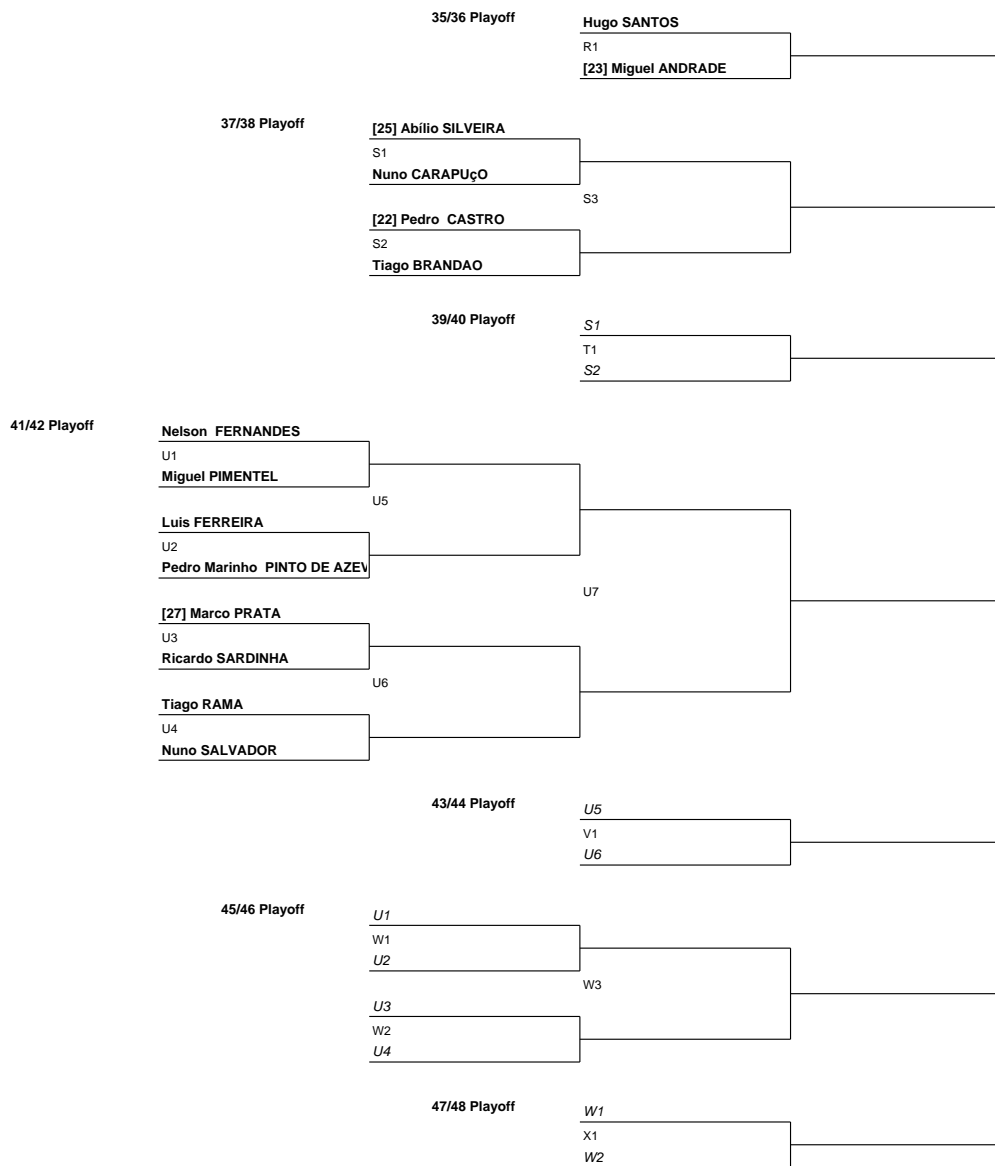 35/36 Playoff
Hugo SANTOS
R1
[23] Miguel ANDRADE
37/38 Playoff
[25] Abílio SILVEIRA
S1
Nuno CARAPUçO
S3
[22] Pedro  CASTRO
S2
Tiago BRANDAO
39/40 Playoff
S1
T1
S2
41/42 Playoff
Nelson  FERNANDES
U1
Miguel PIMENTEL
U5
Luis FERREIRA
U2
Pedro Marinho  PINTO DE AZEV
U7
[27] Marco PRATA
U3
Ricardo SARDINHA
U6
Tiago RAMA
U4
Nuno SALVADOR
43/44 Playoff
U5
V1
U6
45/46 Playoff
U1
W1
U2
W3
U3
W2
U4
47/48 Playoff
W1
X1
W2